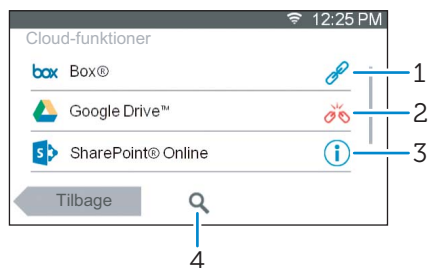 12:25 PM
Cloud-funktioner
box Box® 1
Google Drive™ 2
S SharePoint® Online i 3
Tilbage
4